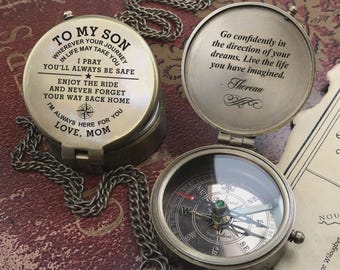 TO MY SON
WHEREVER YOUR JOURNEY
IN LIFE MAY TAKE YOU
I PRAY
YOU'LL ALWAYS BE SAFE
ENJOY THE RIDE
AND NEVER FORGET
YOUR WAY BACK HOME
I'M ALWAYS HERE FOR YOU
LOVE, MOM
Go confidently in
the direction of your
dreams. Live the life
you have imagined.
Thoreau